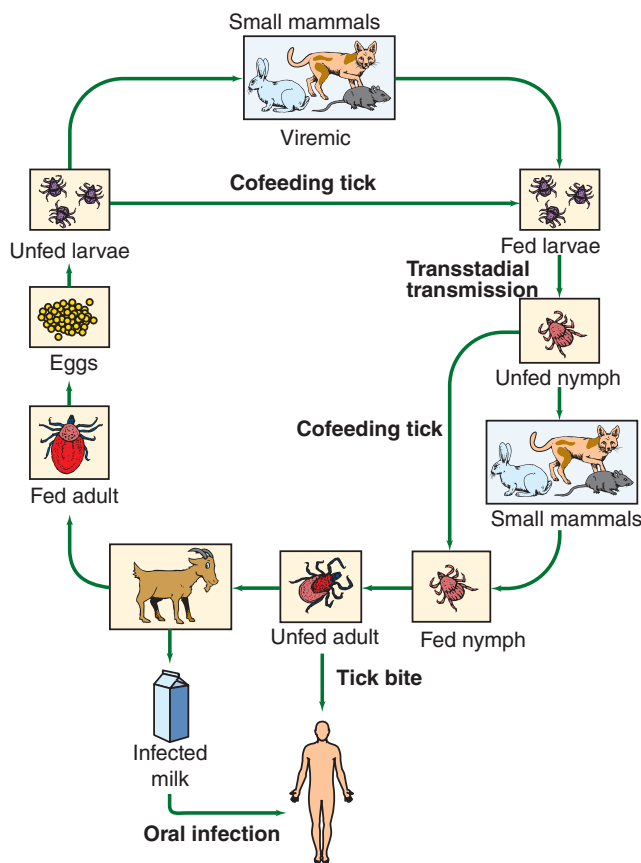 Small mammals
Viremic
Cofeeding tick
Unfed larvae
Fed larvae
Transstadial
transmission
Eggs
Unfed nymph
Cofeeding tick
Fed adult
Small mammals
Unfed adult
Fed nymph
Tick bite
Infected
milk
Oral infection